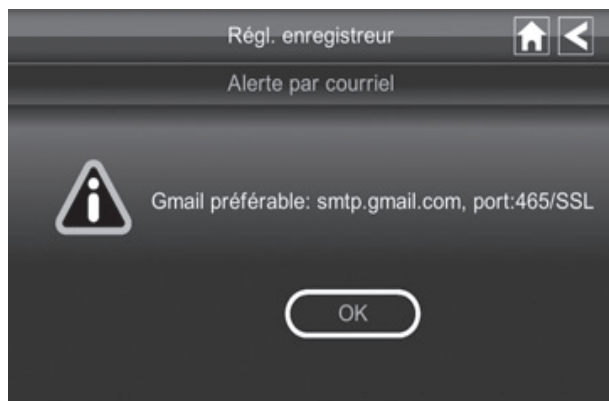 Régl. enregistreur
Alerte par courriel
Gmail préférable: smtp.gmail.com, port:465/SSL
OK